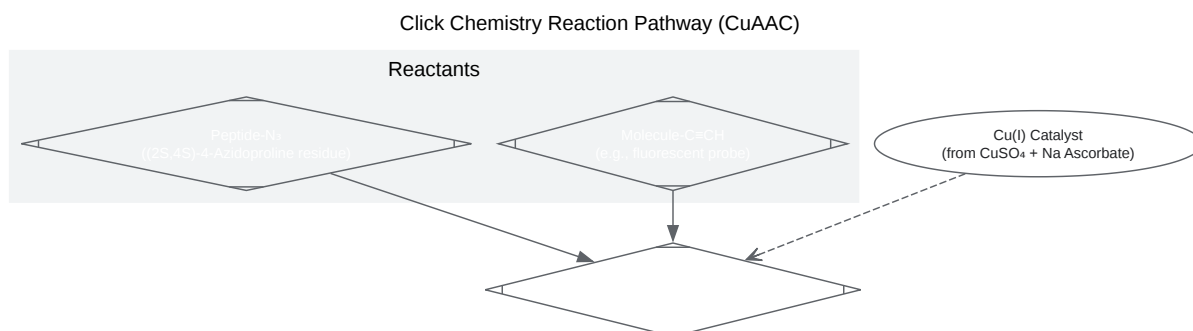 Click Chemistry Reaction Pathway (CuAAC)
Reactants
Peptide-N₃
((2S,4S)-4-Azidoproline residue)
Molecule-C≡CH
(e.g., fluorescent probe)
Cu(I) Catalyst
(from CuSO₄ + Na Ascorbate)